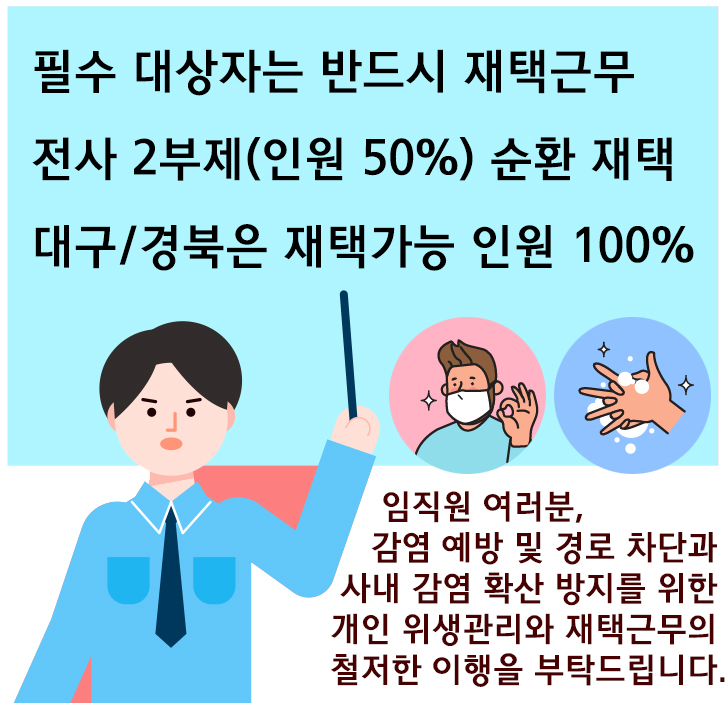 필수 대상자는 반드시 재택근무
전사 2부제(인원 50%) 순환 재택
대구/경북은 재택가능 인원 100%
임직원 여러분,
감염 예방 및 경로 차단과
사내 감염 확산 방지를 위한
개인 위생관리와 재택근무의
철저한 이행을 부탁드립니다.